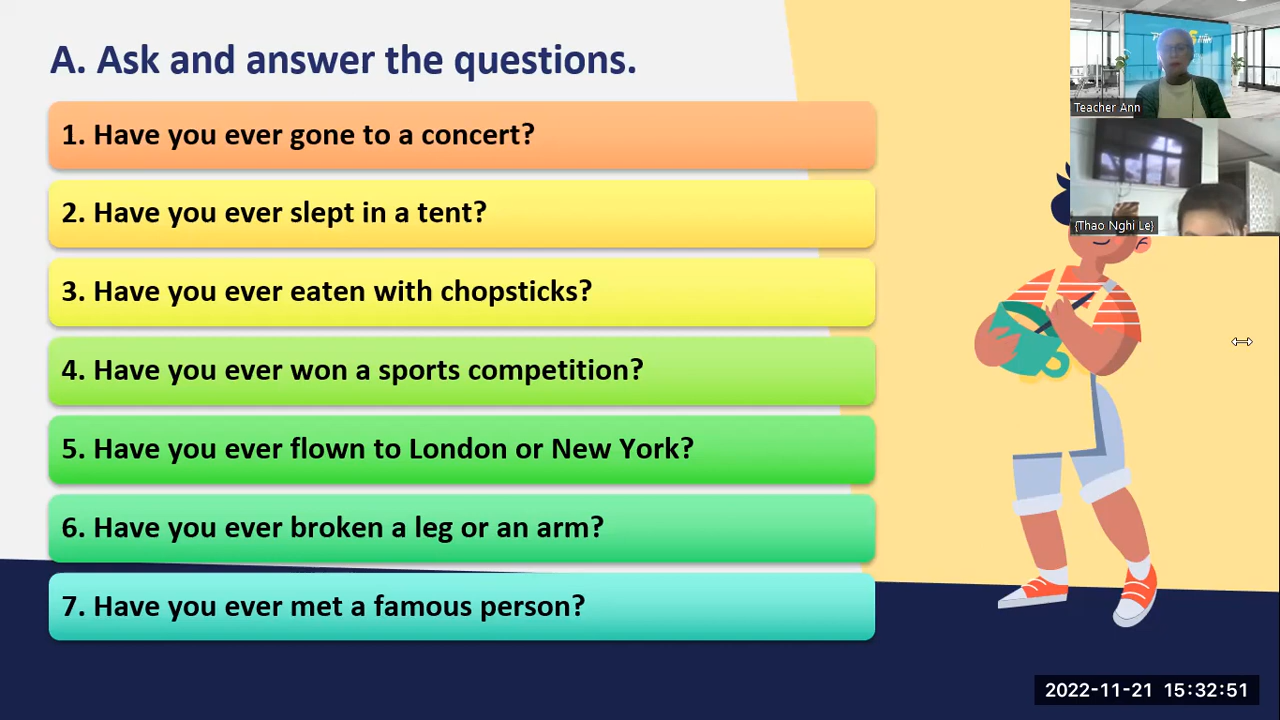 A. Ask and answer the questions.
1. Have you ever gone to a concert?
2. Have you ever slept in a tent?
3. Have you ever eaten with chopsticks?
4. Have you ever won a sports competition?
5. Have you ever flown to London or New York?
6. Have you ever broken a leg or an arm?
7. Have you ever met a famous person?
Teacher Ann
{Thao Nghi Le}
2022-11-21 15:32:51